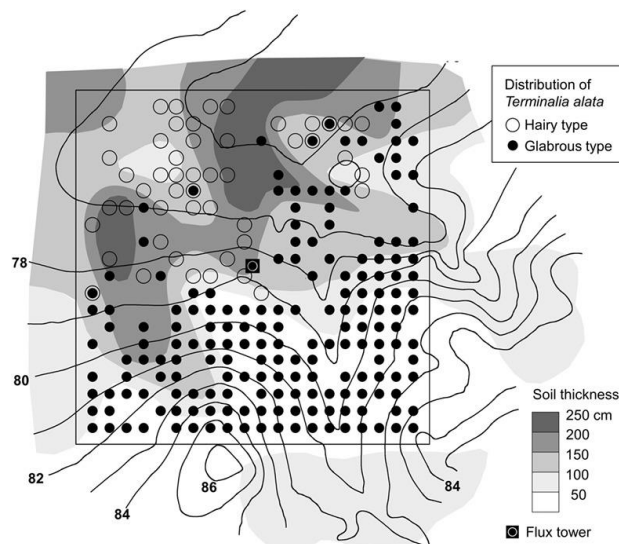 Distribution of
Terminalia alata
Hairy type
Glabrous type
78
80
82
84
86
84
Soil thickness
250 cm
200
150
100
50
Flux tower